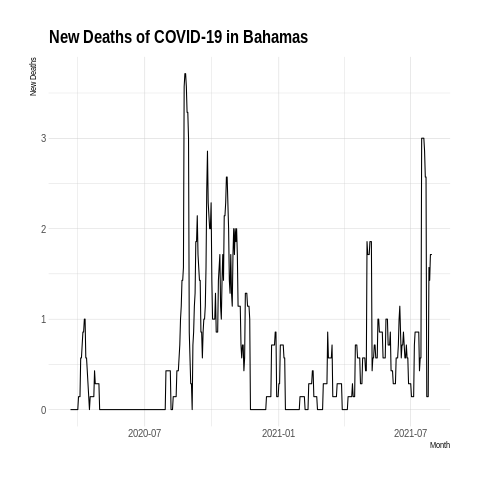 New Deaths of COVID-19 in Bahamas
New Deaths
3
2
1
0
2020-07
2021-01
2021-07
Month